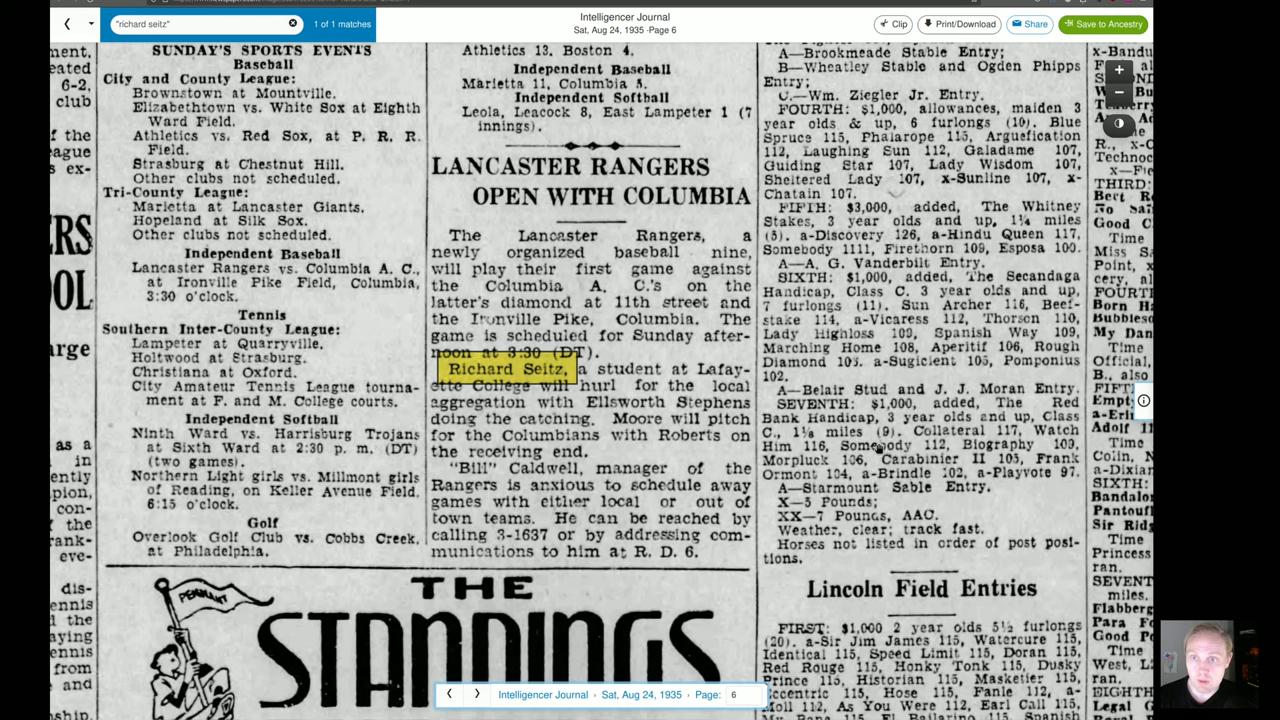 "richard seitz"
1 of 1 matches
Intelligencer Journal
Sat, Aug 24, 1935 ·Page 6
Clip
Print/Download
Share
Save to Ancestry
SUNDAY'S SPORTS EVENTS
Baseball
City and County League:
Brownstown at Mountville.
Elizabethtown vs. White Sox at Eighth
Ward Field.
Athletics vs. Red Sox, at P. R. R.
Field.
Strasburg at Chestnut Hill.
Other clubs not scheduled.
Tri-County League:
Marietta at Lancaster Giants.
Hopeland at Silk Sox.
Other clubs not scheduled.
Independent Baseball
Lancaster Rangers vs. Columbia A. C.,
at Ironville Pike Field, Columbia,
3:30 o'clock.
Tennis
Southern Inter-County League:
Lampeter at Quarryville.
Holtwood at Strasburg.
Christiana at Oxford.
City Amateur Tennis League tourna-
ment at F. and M. College courts.
Independent Softball
Ninth Ward vs. Harrisburg Trojans
at Sixth Ward at 2:30 p. m. (DT)
(two games).
Northern Light girls vs. Millmont girls
of Reading, on Keller Avenue Field,
6:15 o'clock.
Golf
Overlook Golf Club vs. Cobbs Creek,
at Philadelphia.
Athletics 13, Boston 4.
Independent Baseball
Marietta 11, Columbia 5.
Independent Softball
Leola, Leacock 8, East Lampeter 1 (7
innings).
LANCASTER RANGERS
OPEN WITH COLUMBIA
The Lancaster Rangers, a
newly organized baseball nine,
will play their first game against
the Columbia A. C.'s on the
latter's diamond at 11th street and
the Ironville Pike, Columbia. The
game is scheduled for Sunday after-
noon at 3:30 (DT).
Richard Seitz, a student at Lafay-
ette College will hurl for the local
aggregation with Ellsworth Stephens
doing the catching. Moore will pitch
for the Columbians with Roberts on
the receiving end.
"Bill" Caldwell, manager of the
Rangers is anxious to schedule away
games with either local or out of
town teams. He can be reached by
calling 3-1637 or by addressing com-
munications to him at R. D. 6.
THE
STANDINGS
PENNANT
A—Brookmeade Stable Entry;
B—Wheatley Stable and Ogden Phipps
Entry;
C.—Wm. Ziegler Jr. Entry.
FOURTH: $1,000, allowances, maiden 3
year olds & up, 6 furlongs (10). Blue
Spruce 115, Phalarope 115, Arguefication
112, Laughing Sun 112, Galadame 107,
Guiding Star 107, Lady Wisdom 107,
Sheltered Lady 107, x-Sunline 107, x-
Chatain 107.
FIFTH: $3,000, added, The Whitney
Stakes, 3 year olds and up, 1¼ miles
(5). a-Discovery 126, a-Hindu Queen 117,
Somebody 1111, Firethorn 109, Esposa 100.
A—A. G. Vanderbilt Entry.
SIXTH: $1,000, added, The Secandaga
Handicap, Class C. 3 year olds and up,
7 furlongs (11). Sun Archer 116, Beef-
stake 114, a-Vicaress 112, Thorsen 110,
Lady Highloss 109, Spanish Way 109,
Marching Home 108, Aperitif 106, Rough
Diamond 105. a-Sugicient 105, Pomponius
102.
A—Belair Stud and J. J. Moran Entry.
SEVENTH: $1,000, added, The Red
Bank Handicap, 3 year olds and up, Class
C., 1⅛ miles (9). Collateral 117, Watch
Him 116, Somebody 112, Biography 109.
Morpluck 106, Carabinier II 105, Frank
Ormont 104, a-Brindle 102, a-Playvote 97.
A—Starmount Sable Entry.
X—5 Pounds;
XX—7 Pounds, AAC.
Weather, clear; track fast.
Horses not listed in order of post posi-
tions.
Lincoln Field Entries
FIRST: $1,000 2 year olds 5½ furlongs
(20). a-Sir Jim James 115, Watercure 115,
Identical 115, Speed Limit 115, Doran 115,
Red Rouge 115, Honky Tonk 115, Dusky
Prince 115, Historian 115, Masketier 115,
Eccentric 115, Hose 115, Fanle 112, a-
Moll 112, As You Were 112, Earl Call 115,
Intelligencer Journal › Sat, Aug 24, 1935 › Page: 6